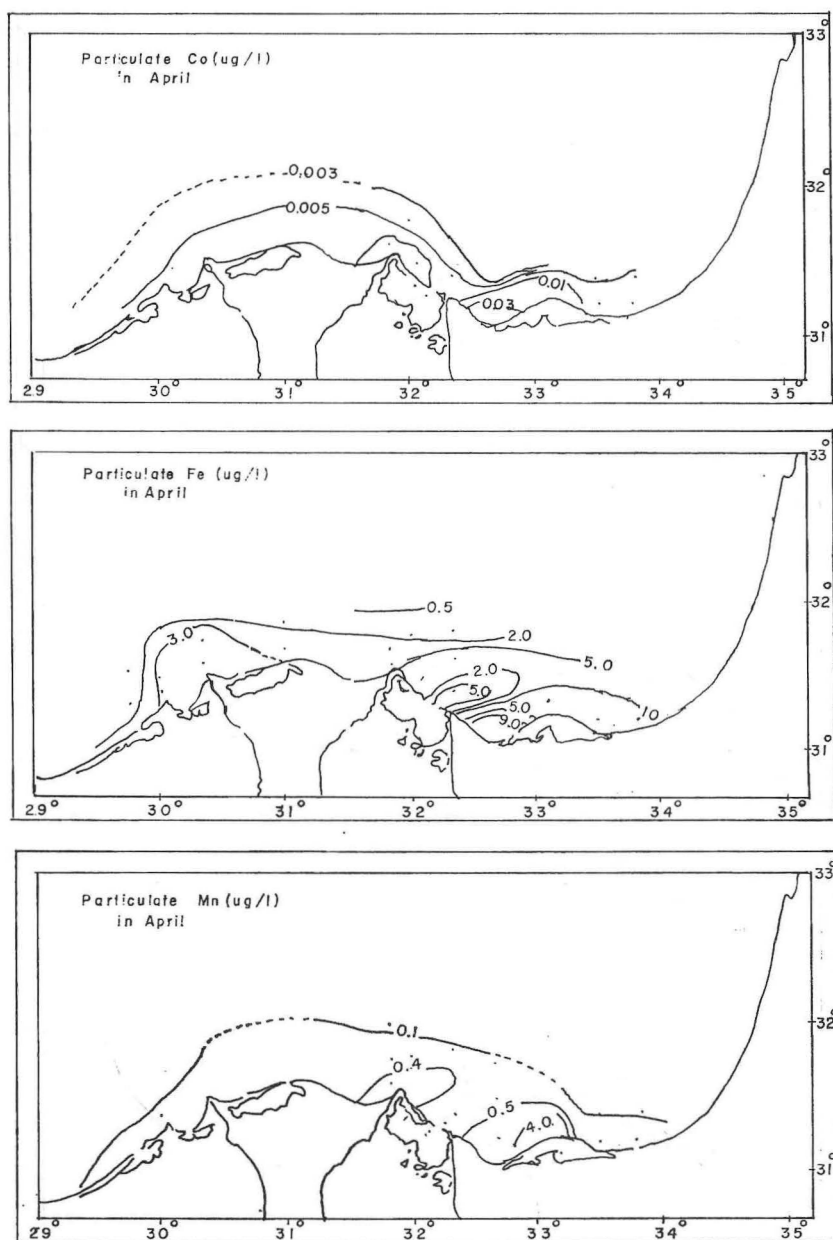 Particulate Co (ug/l)
in April
33°
0.003
32°
0.005
0.01
0.03
31°
29 30° 31° 32° 33° 34° 35°
Particulate Fe (ug/l)
in April
33°
32°
0.5
3.0
2.0
5.0
2.0
5.0
10
5.0
9.0
31°
29° 30° 31° 32° 33° 34° 35°
Particulate Mn (ug/l)
in April
33°
32°
0.1
0.4
0.5
4.0
31°
29° 30° 31° 32° 33° 34° 35°